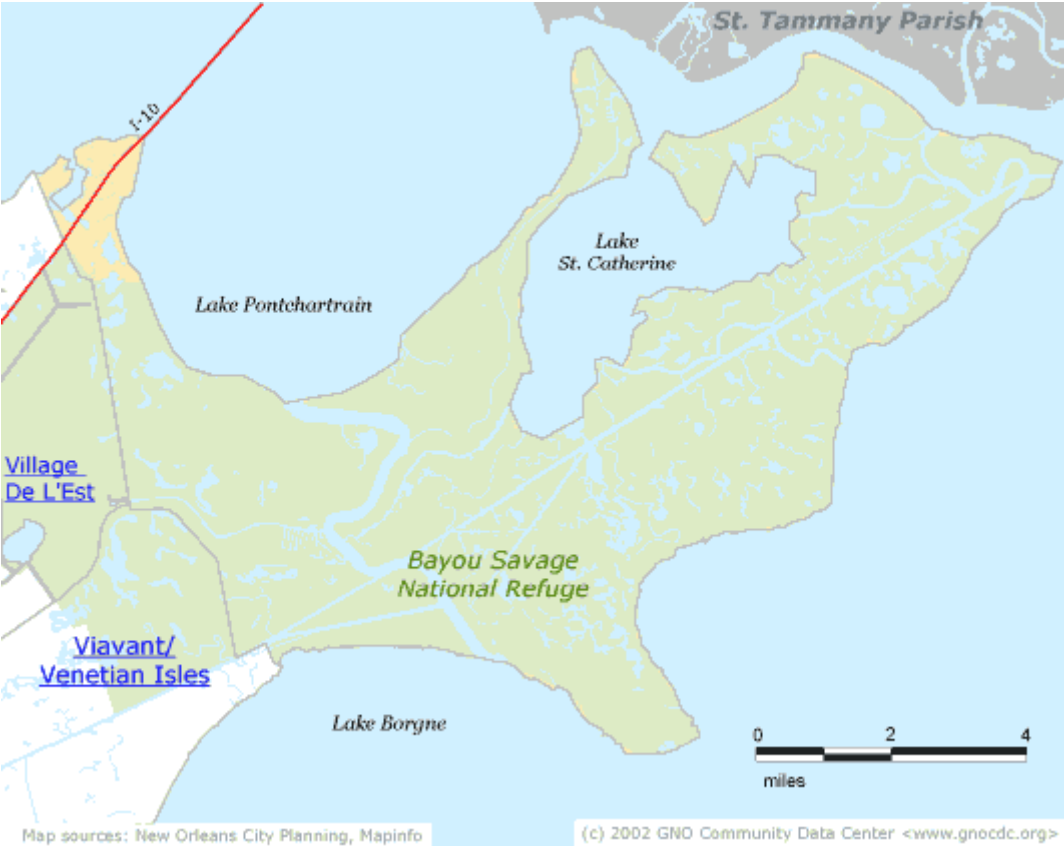 St. Tammany Parish
I-10
Lake
St. Catherine
Lake Pontchartrain
Village
De L'Est
Bayou Savage
National Refuge
Viavant/
Venetian Isles
Lake Borgne
0 2 4
miles
Map sources: New Orleans City Planning, Mapinfo
(c) 2002 GNO Community Data Center <www.gnocdc.org>